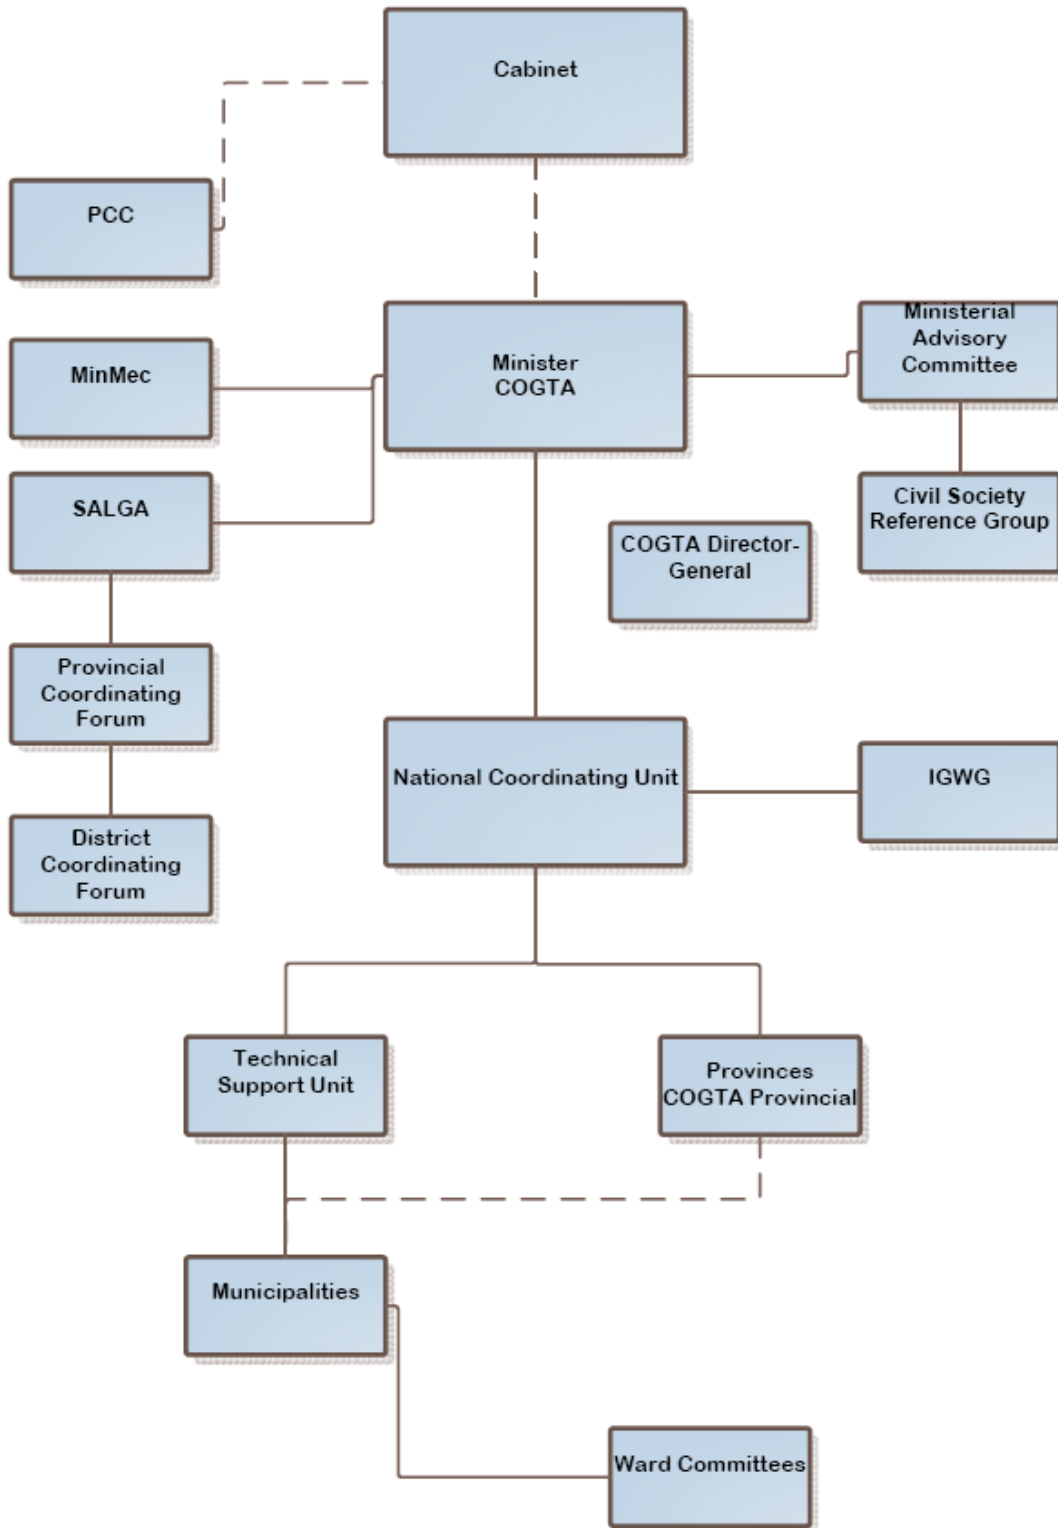 Cabinet
PCC
Minister
COGTA
Ministerial
Advisory
Committee
MinMec
SALGA
Civil Society
Reference Group
COGTA Director-
General
Provincial
Coordinating
Forum
National Coordinating Unit
IGWG
District
Coordinating
Forum
Technical
Support Unit
Provinces
COGTA Provincial
Municipalities
Ward Committees